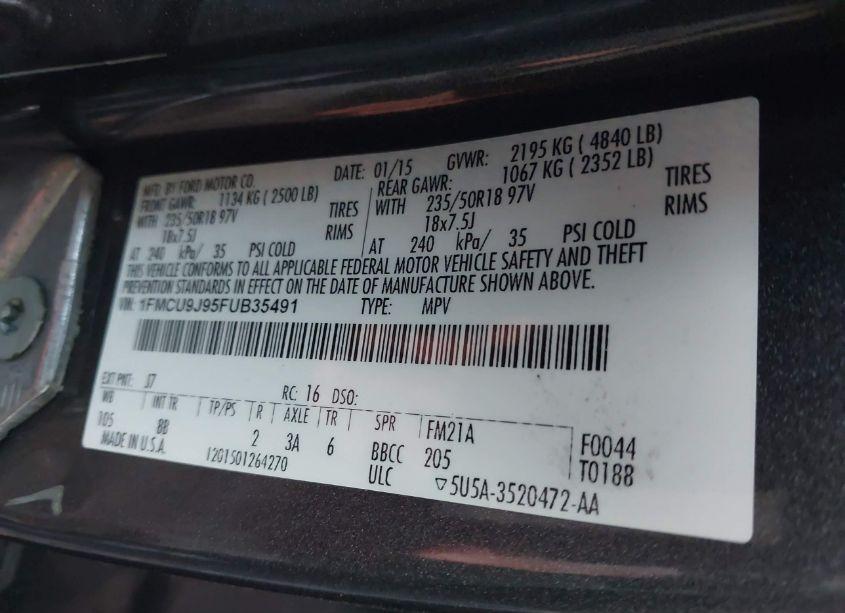 MFD. BY FORD MOTOR CO. DATE: 01/15 GVWR: 2195 KG ( 4840 LB)
FRONT GAWR: 1134 KG ( 2500 LB) REAR GAWR: 1067 KG ( 2352 LB)
WITH 235/50R18 97V TIRES WITH 235/50R18 97V TIRES
18x7.5J RIMS 18x7.5J RIMS
AT 240 kPa/ 35 PSI COLD AT 240 kPa/ 35 PSI COLD
THIS VEHICLE CONFORMS TO ALL APPLICABLE FEDERAL MOTOR VEHICLE SAFETY AND THEFT
PREVENTION STANDARDS IN EFFECT ON THE DATE OF MANUFACTURE SHOWN ABOVE.
VIN: 1FMCU9J95FUB35491 TYPE: MPV
EXT PNT: J7 RC: 16 DSO:
WB INT TR TP/PS R AXLE TR SPR FM21A F0044
105 BB 2 3A 6 BBCC 205 T0188
MADE IN U.S.A. 12G1501264270 ULC ▽5U5A-3520472-AA